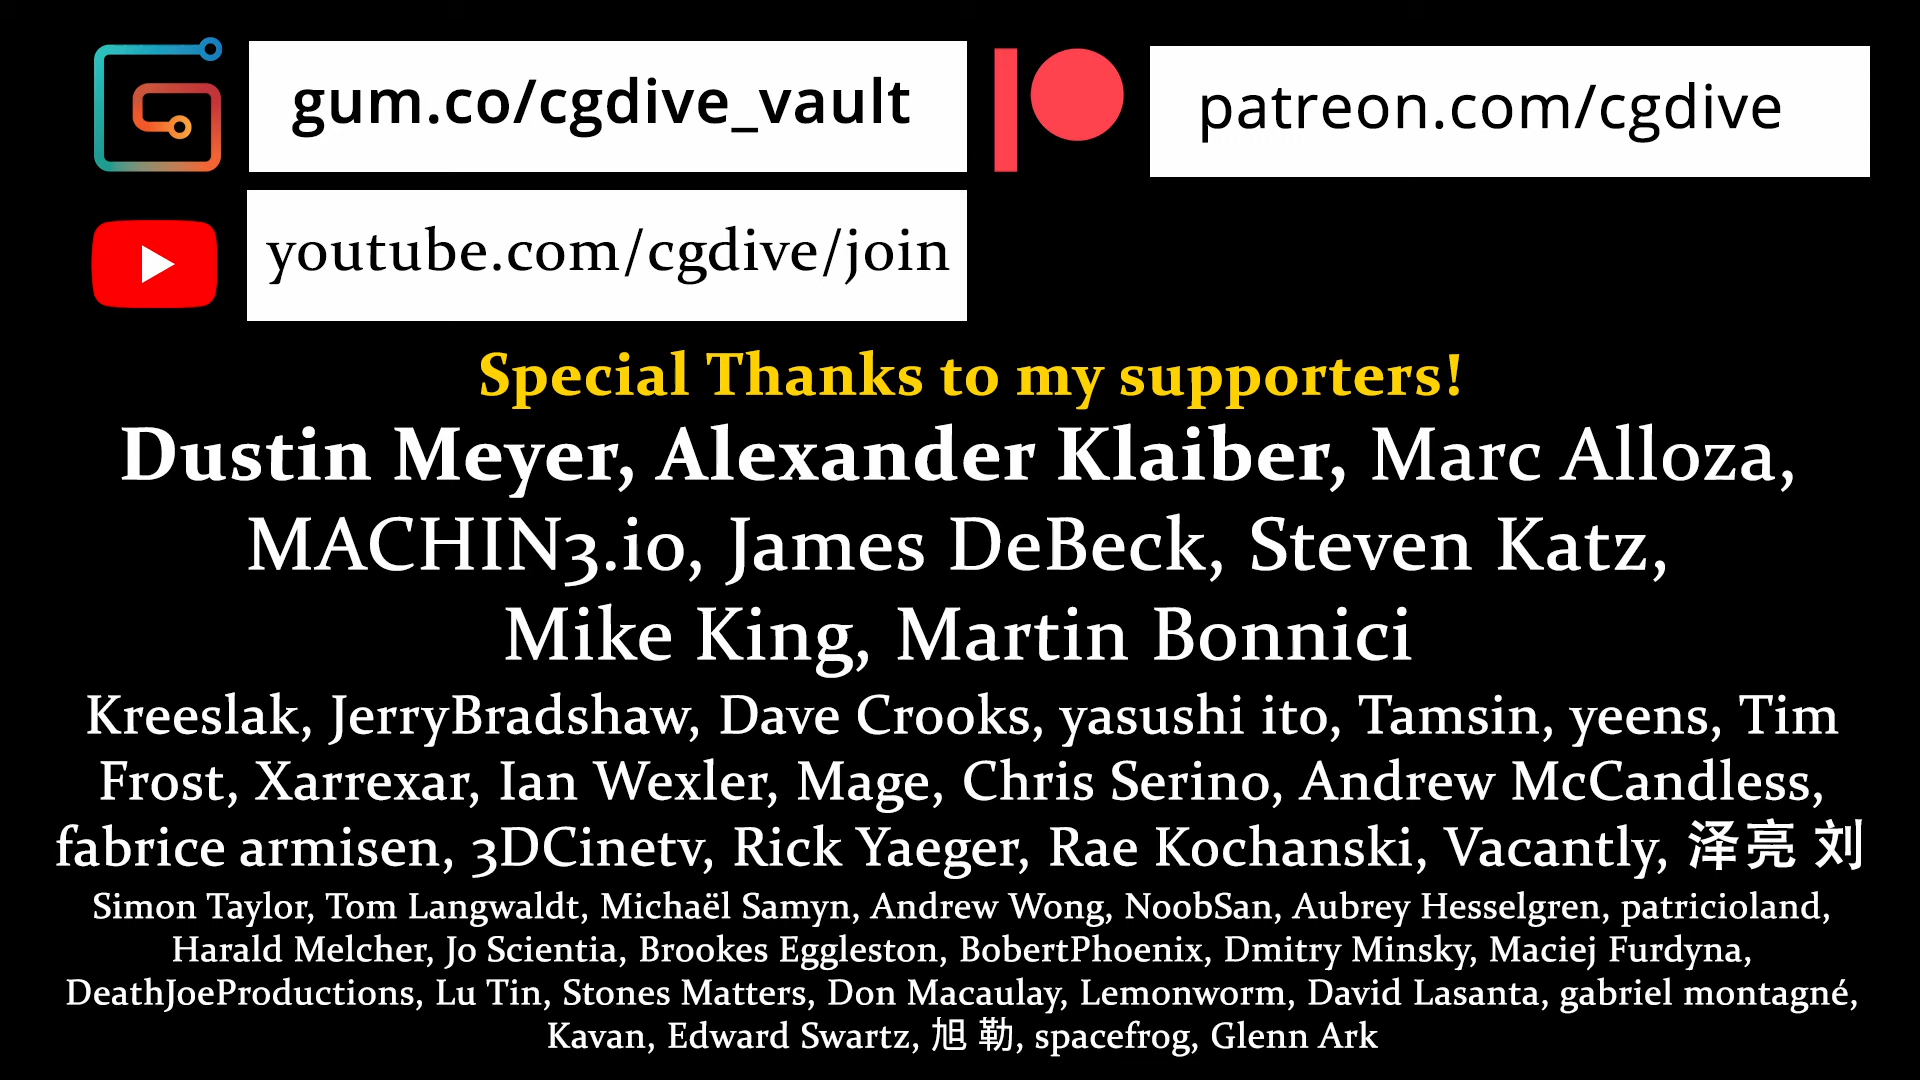 gum.co/cgdive_vault
patreon.com/cgdive
youtube.com/cgdive/join
Special Thanks to my supporters!
Dustin Meyer, Alexander Klaiber, Marc Alloza,
MACHIN3.io, James DeBeck, Steven Katz,
Mike King, Martin Bonnici
Kreeslak, JerryBradshaw, Dave Crooks, yasushi ito, Tamsin, yeens, Tim
Frost, Xarrexar, Ian Wexler, Mage, Chris Serino, Andrew McCandless,
fabrice armisen, 3DCinetv, Rick Yaeger, Rae Kochanski, Vacantly, 泽亮 刘
Simon Taylor, Tom Langwaldt, Michaël Samyn, Andrew Wong, NoobSan, Aubrey Hesselgren, patricioland,
Harald Melcher, Jo Scientia, Brookes Eggleston, BobertPhoenix, Dmitry Minsky, Maciej Furdyna,
DeathJoeProductions, Lu Tin, Stones Matters, Don Macaulay, Lemonworm, David Lasanta, gabriel montagné,
Kavan, Edward Swartz, 旭 勒, spacefrog, Glenn Ark